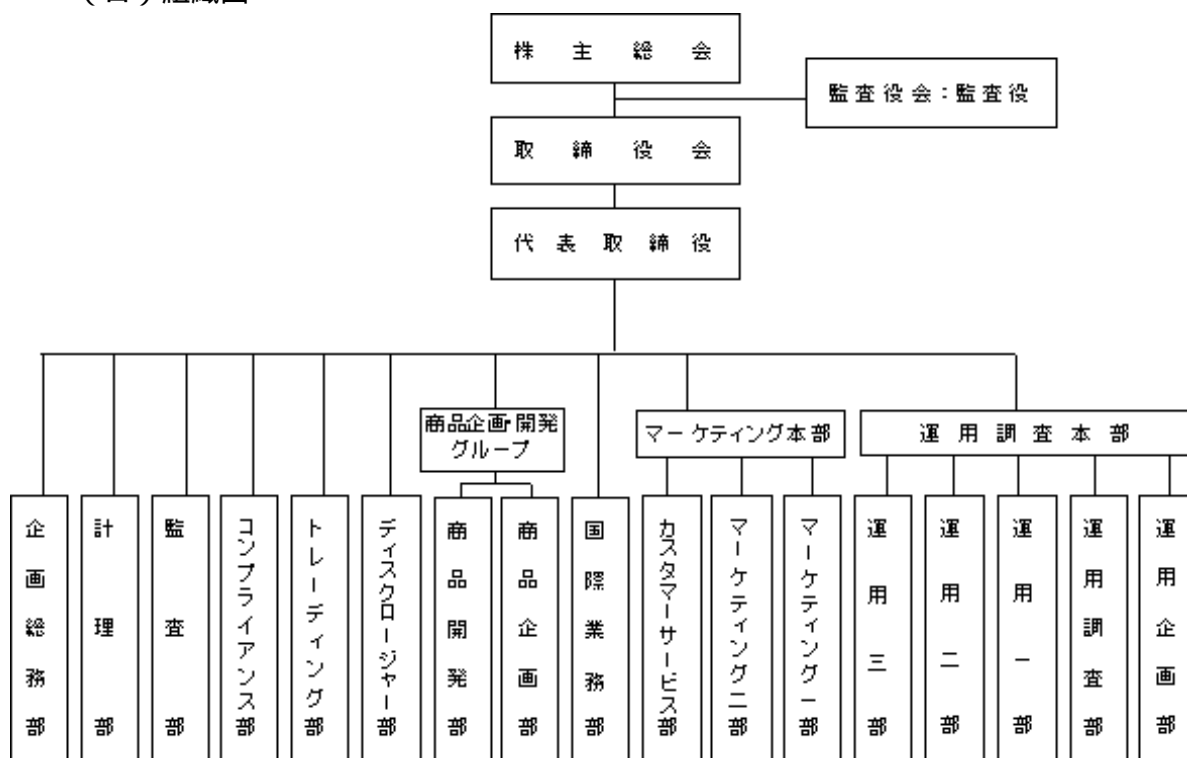 株主総会
監査役会：監査役
取締役会
代表取締役
商品企画・開発
グループ
マーケティング本部
運用調査本部
企画総務部
計理部
監査部
コンプライアンス部
トレーディング部
ディスクロージャー部
商品開発部
商品企画部
国際業務部
カスタマーサービス部
マーケティング二部
マーケティング一部
運用三部
運用二部
運用一部
運用調査部
運用企画部